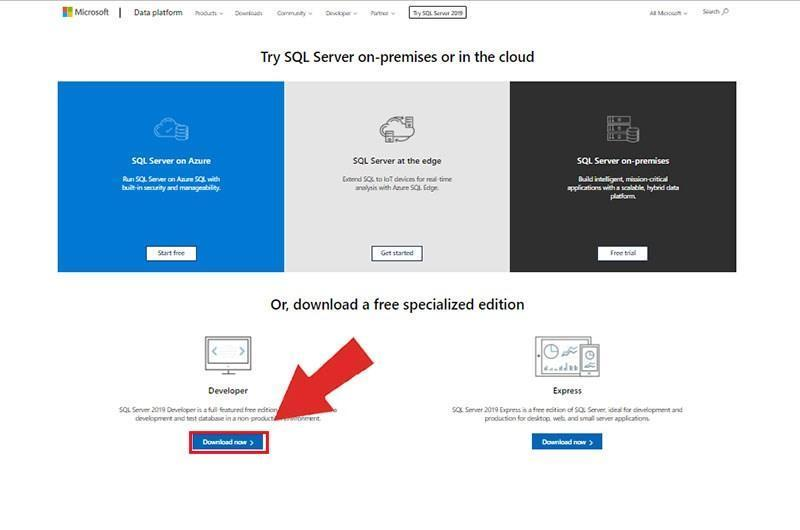 Microsoft | Data platform Products Downloads Community Developer Partner Try SQL Server 2019 All Microsoft Search
Try SQL Server on-premises or in the cloud
SQL Server on Azure
Run SQL Server on Azure SQL with
built-in security and manageability.
Start free
SQL Server at the edge
Extend SQL to IoT devices for real-time
analysis with Azure SQL Edge.
Get started
SQL Server on-premises
Build intelligent, mission-critical
applications with a scalable, hybrid data
platform.
Free trial
Or, download a free specialized edition
Developer
SQL Server 2019 Developer is a full-featured free edition
development and test database in a non-production environment.
Download now >
Express
SQL Server 2019 Express is a free edition of SQL Server, ideal for development and
production for desktop, web, and small server applications.
Download now >